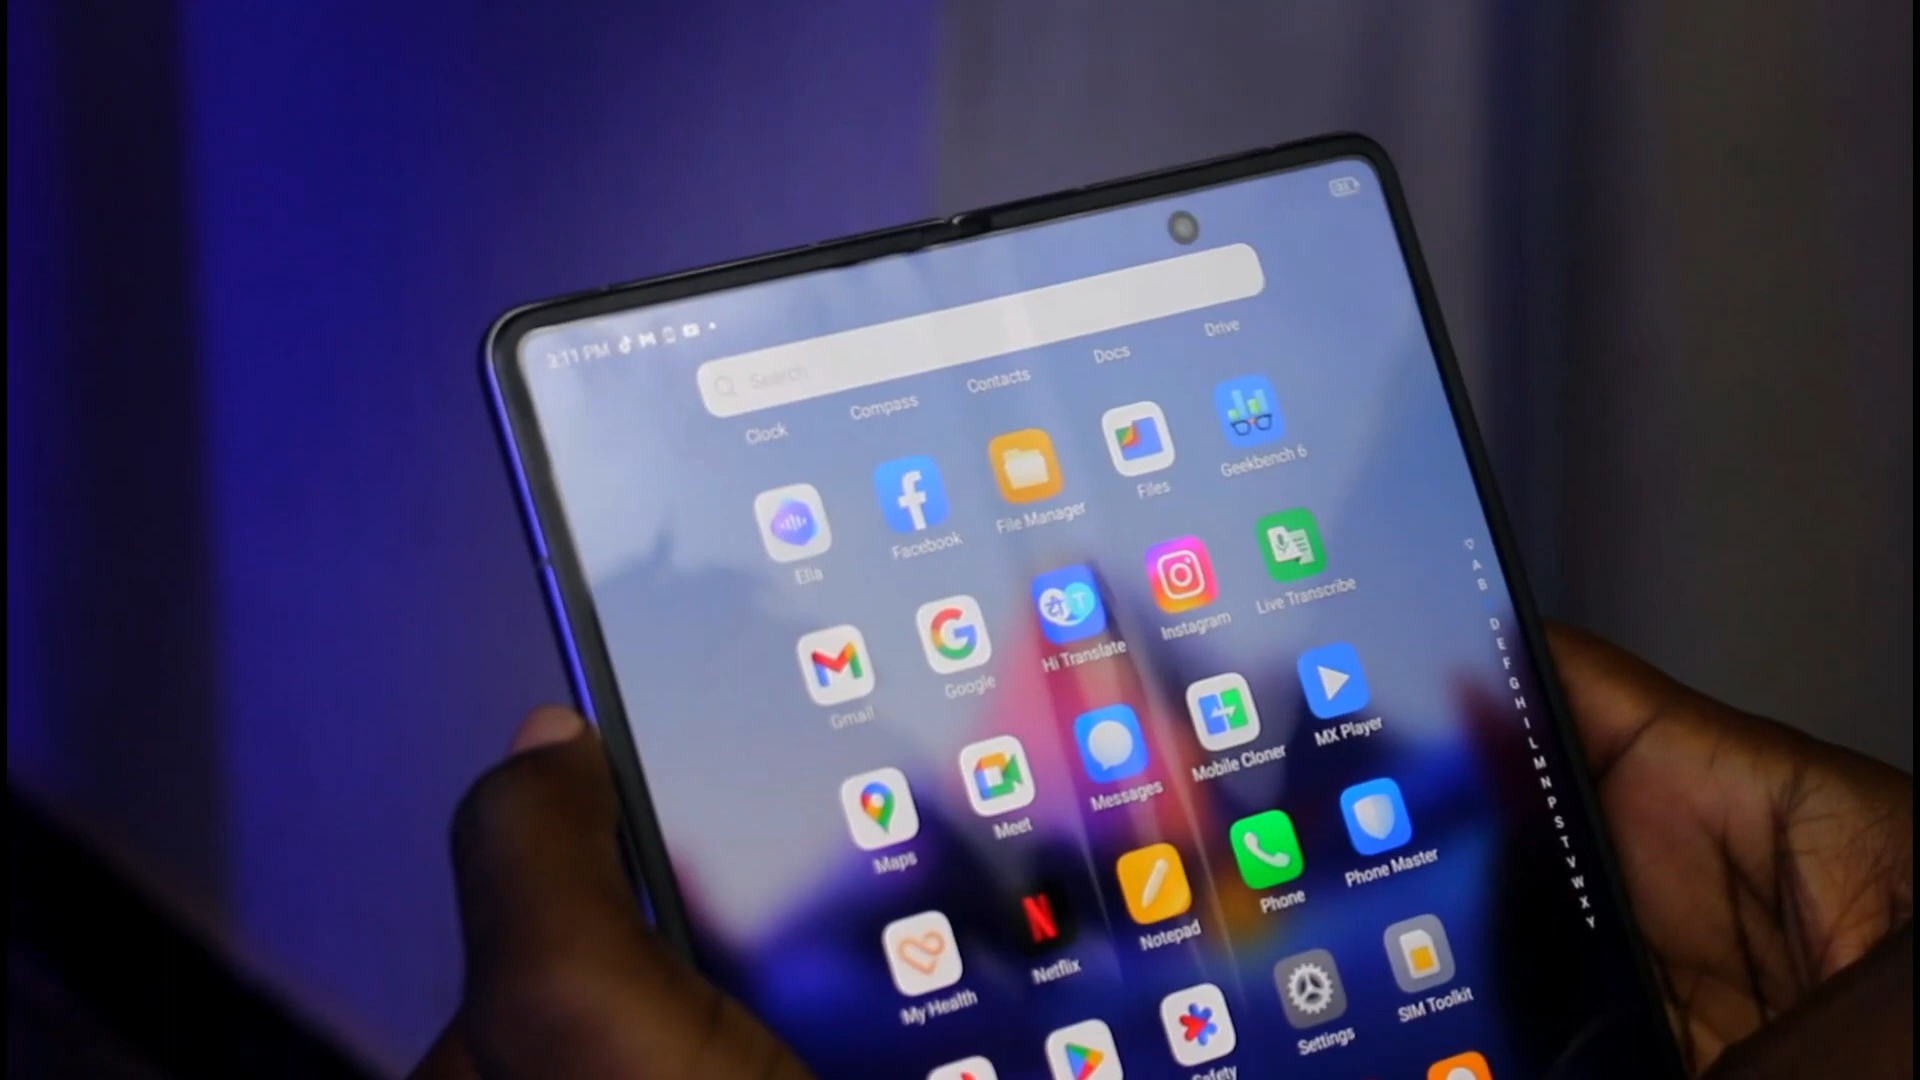 3:11 PM
Search
Clock
Compass
Contacts
Docs
Drive
Ella
Facebook
File Manager
Files
Geekbench 6
Gmail
Google
Hi Translate
Instagram
Live Transcribe
Maps
Meet
Messages
Mobile Cloner
MX Player
My Health
Netflix
Notepad
Phone
Phone Master
Safety
Settings
SIM Toolkit
A
B
D
E
F
G
H
I
L
M
N
P
S
T
V
W
X
Y